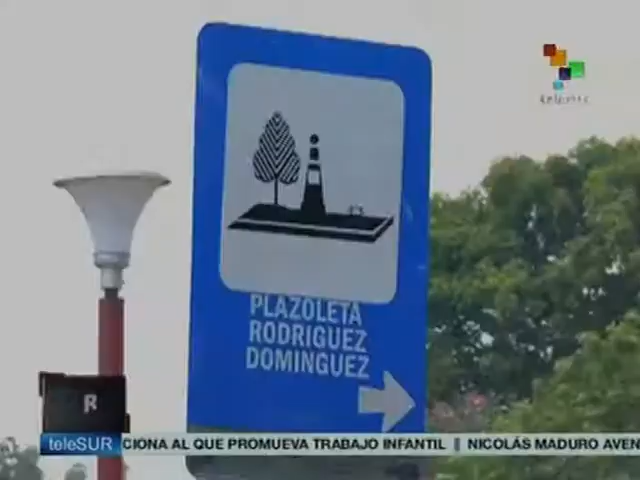 teleSUR
PLAZOLETA
RODRIGUEZ
DOMINGUEZ
R
teleSUR CIONA AL QUE PROMUEVA TRABAJO INFANTIL || NICOLÁS MADURO AVEN